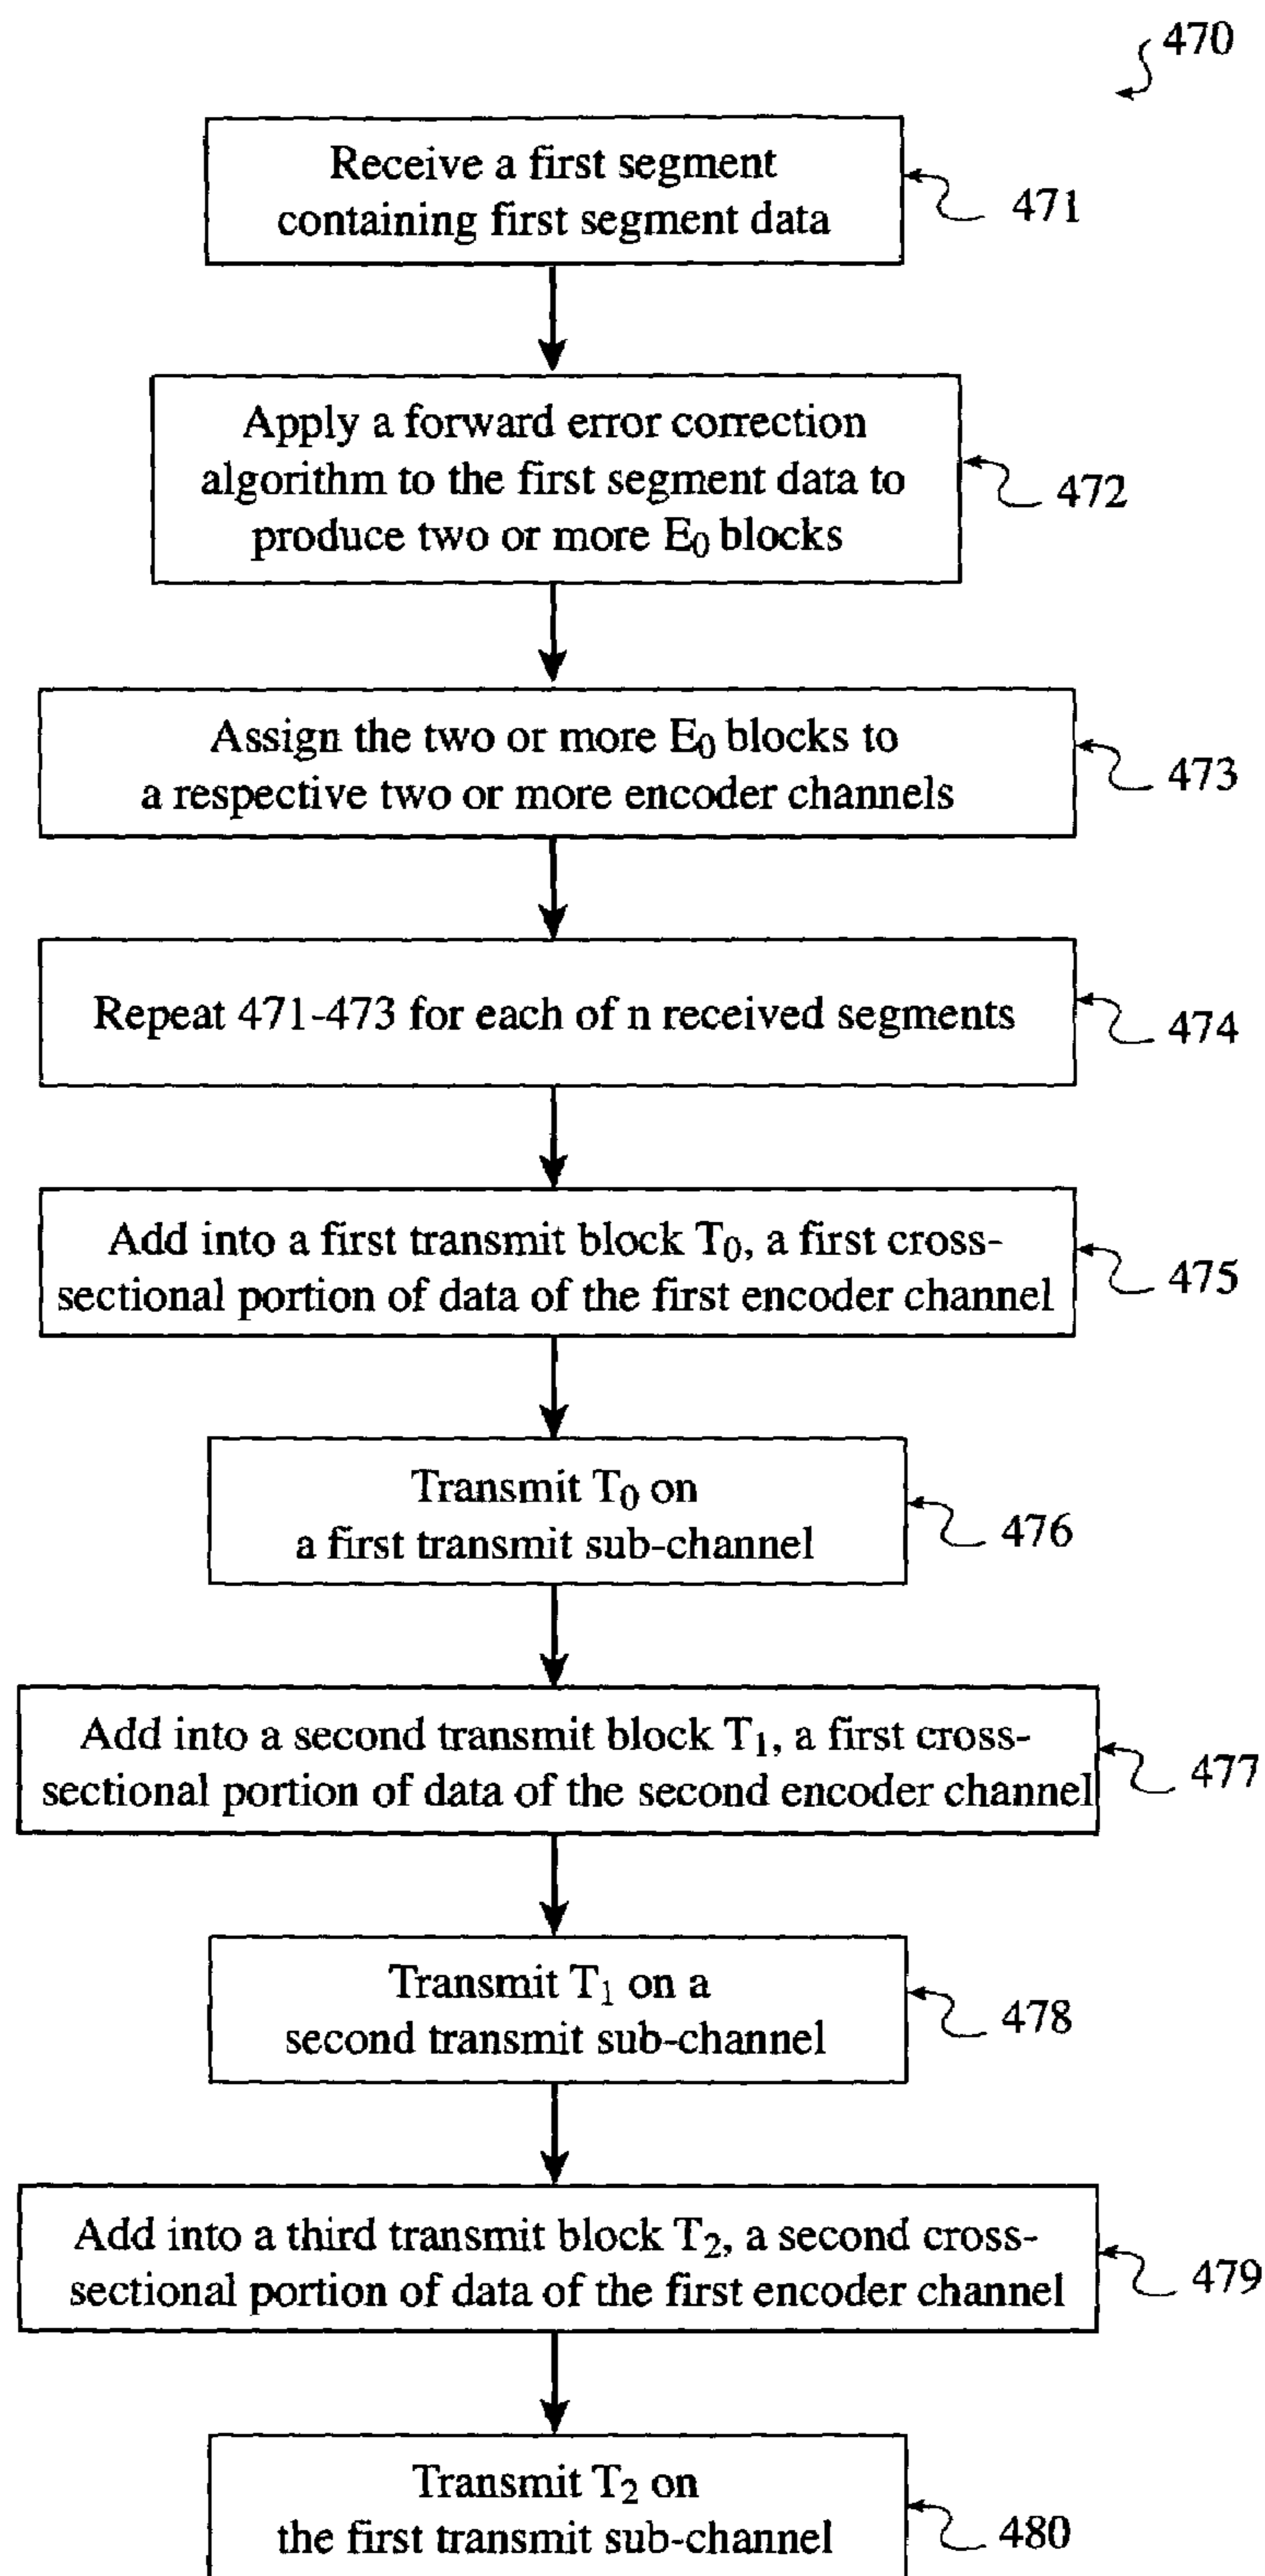 470
Receive a first segment
containing first segment data
471
Apply a forward error correction
algorithm to the first segment data to
produce two or more E0 blocks
472
Assign the two or more E0 blocks to
a respective two or more encoder channels
473
Repeat 471-473 for each of n received segments
474
Add into a first transmit block T0, a first cross-
sectional portion of data of the first encoder channel
475
Transmit T0 on
a first transmit sub-channel
476
Add into a second transmit block T1, a first cross-
sectional portion of data of the second encoder channel
477
Transmit T1 on a
second transmit sub-channel
478
Add into a third transmit block T2, a second cross-
sectional portion of data of the first encoder channel
479
Transmit T2 on
the first transmit sub-channel
480